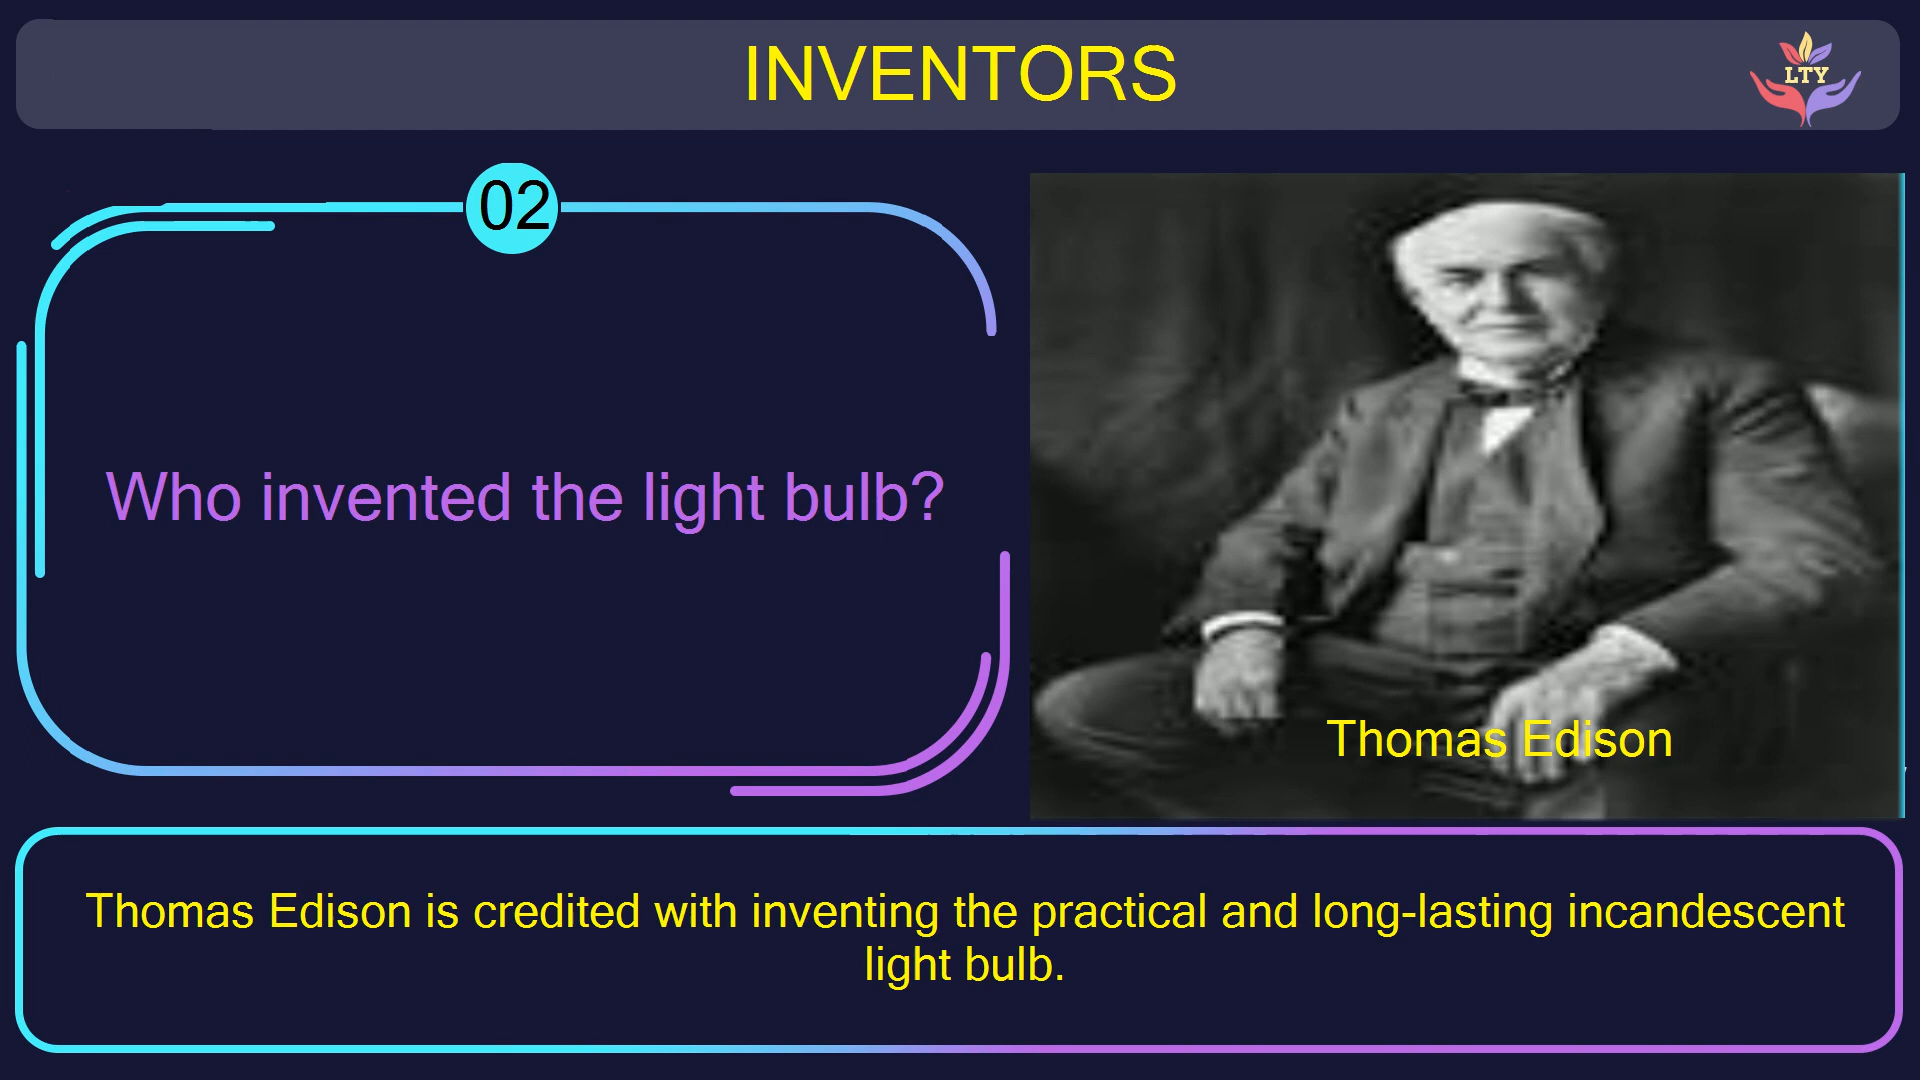 INVENTORS
LTY
02
Who invented the light bulb?
Thomas Edison
Thomas Edison is credited with inventing the practical and long-lasting incandescent
light bulb.